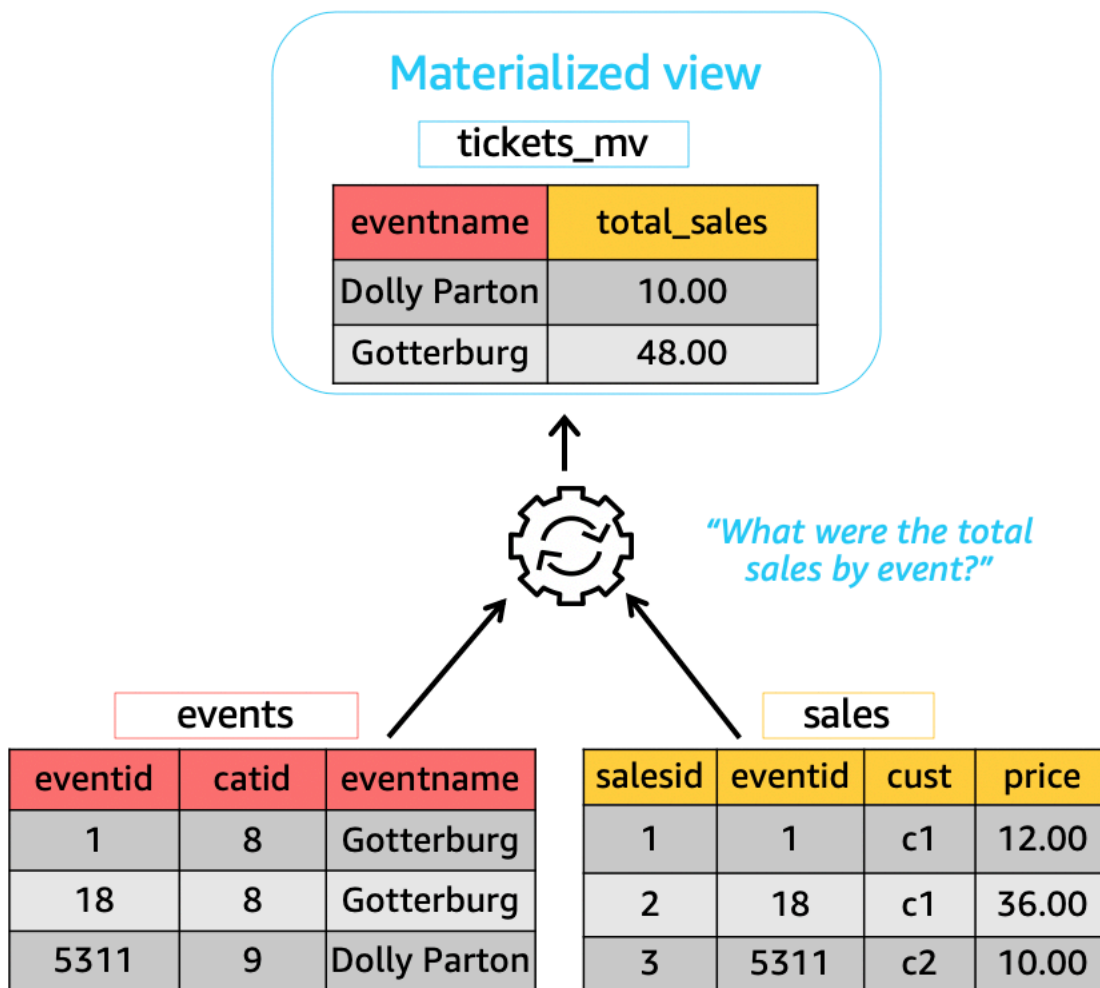 Materialized view
tickets_mv
eventname total_sales
Dolly Parton 10.00
Gotterburg 48.00
“What were the total
sales by event?”
events
eventid catid eventname
1 8 Gotterburg
18 8 Gotterburg
5311 9 Dolly Parton
sales
salesid eventid cust price
1 1 c1 12.00
2 18 c1 36.00
3 5311 c2 10.00